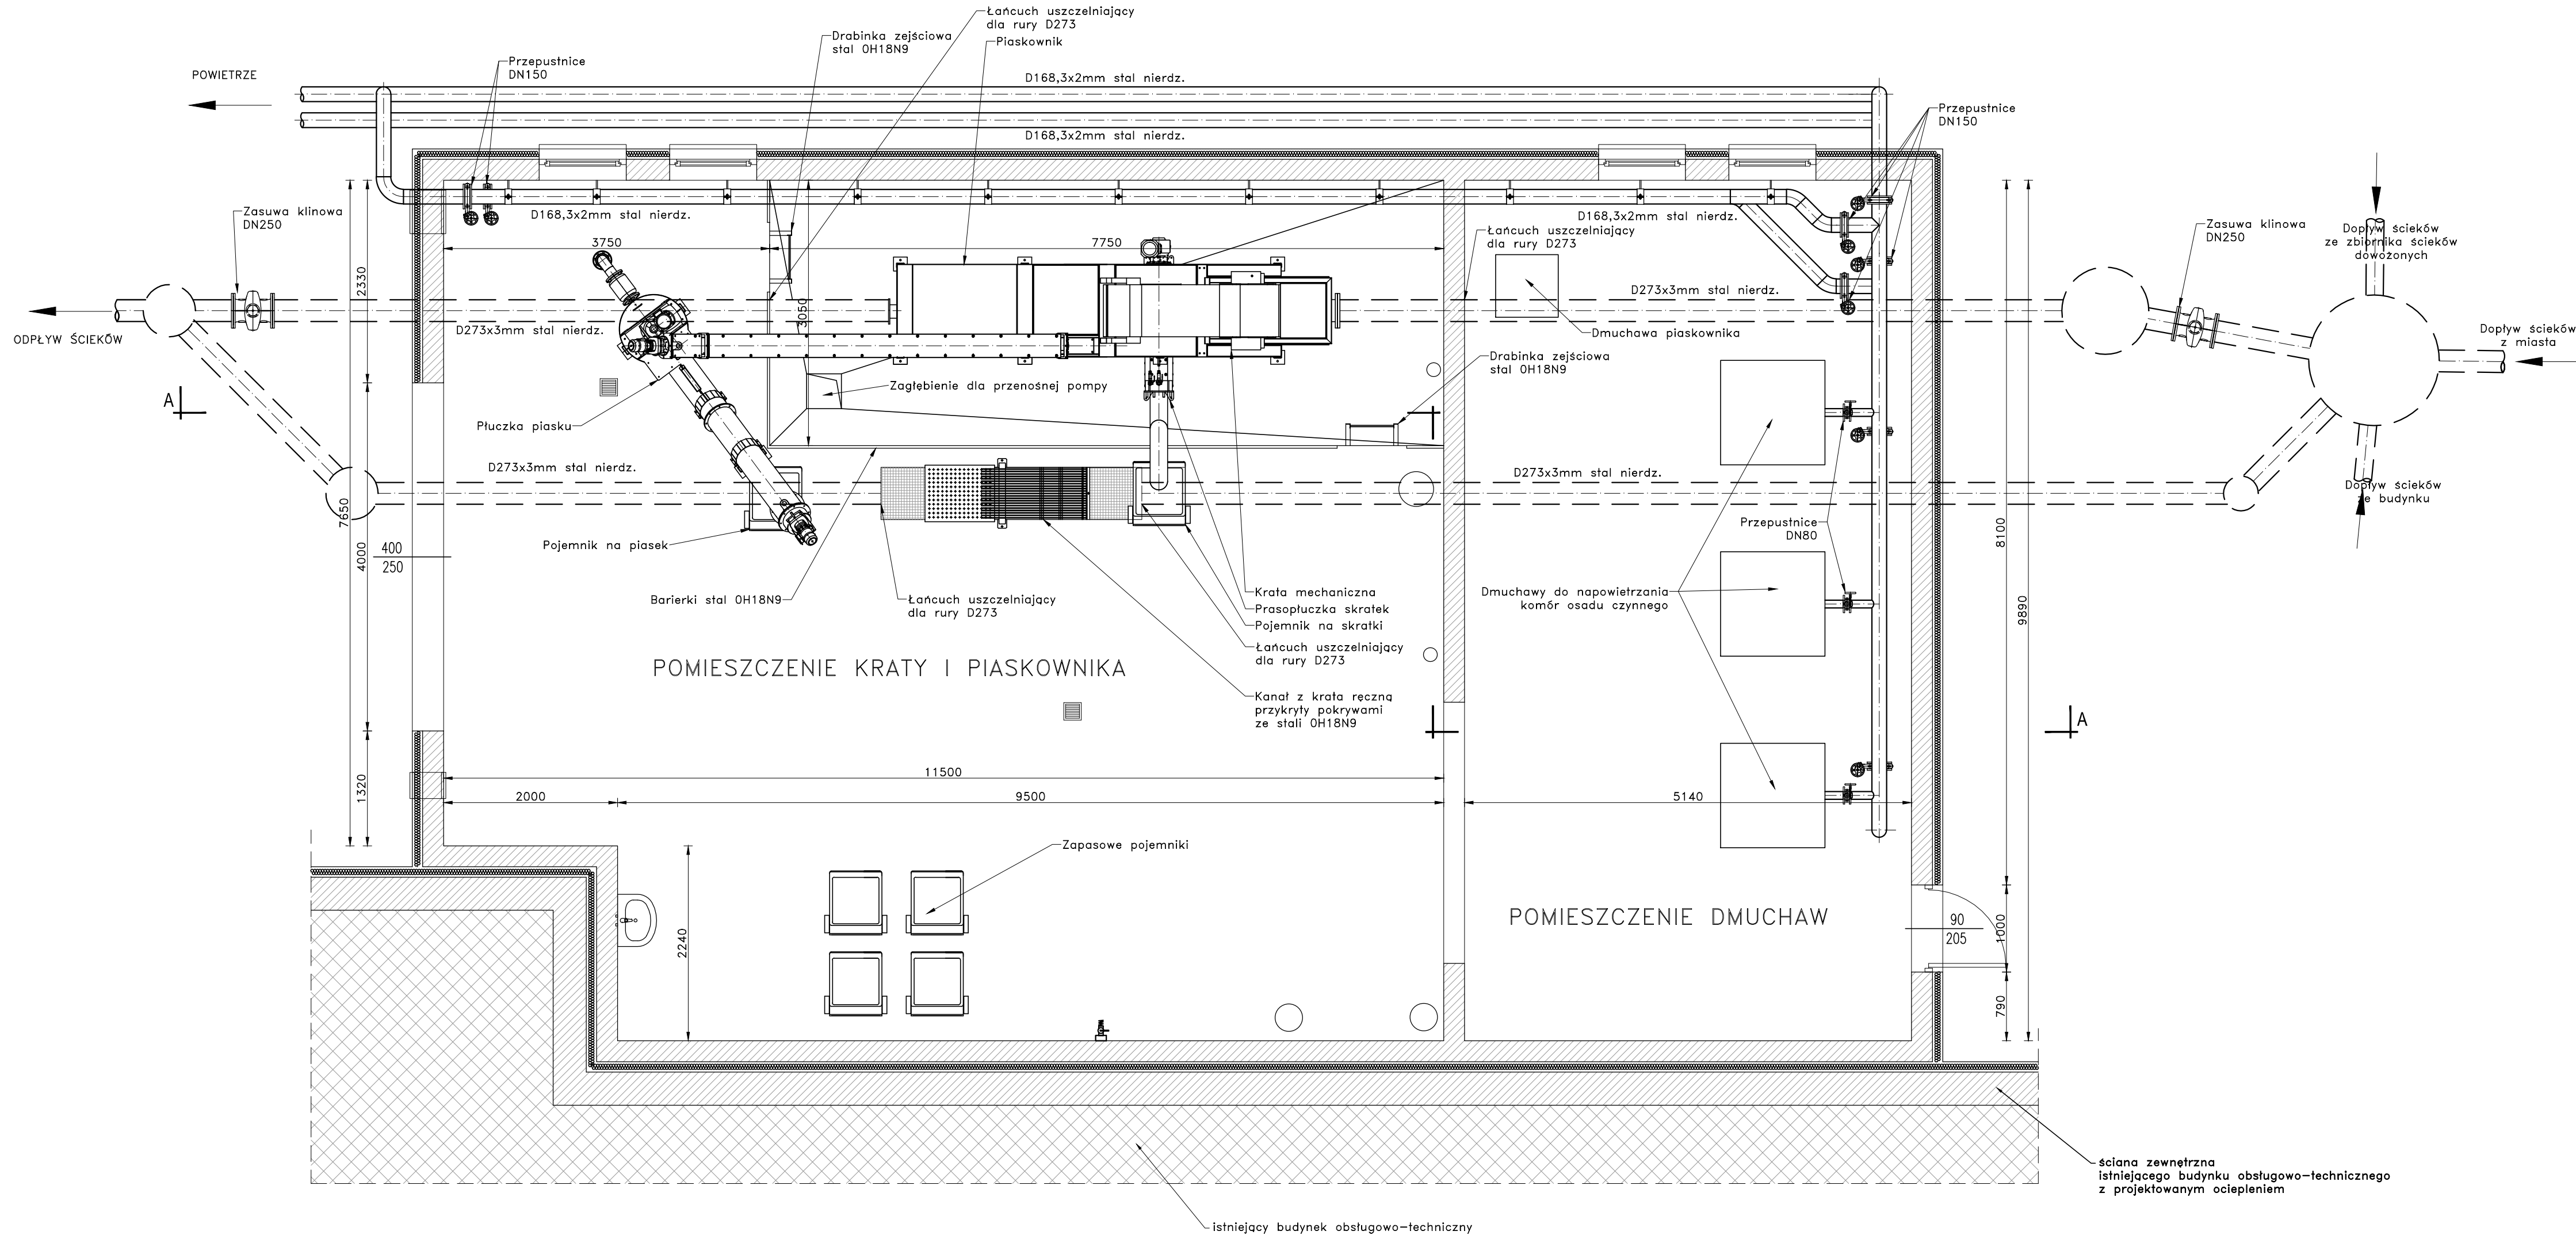 Łańcuch uszczelniający
dla rury D273
Drabinka zejściowa
stal 0H18N9
Piaskownik
Przepustnice
DN150
POWIETRZE
D168,3x2mm stal nierdz.
D168,3x2mm stal nierdz.
Przepustnice
DN150
Zasuwa klinowa
DN250
D168,3x2mm stal nierdz.
D168,3x2mm stal nierdz.
3750
7750
Łańcuch uszczelniający
dla rury D273
Zasuwa klinowa
DN250
Dopływ ścieków
ze zbiornika ścieków
dowożonych
2330
3050
D273x3mm stal nierdz.
D273x3mm stal nierdz.
ODPŁYW ŚCIEKÓW
Dmuchawa piaskownika
Dopływ ścieków
z miasta
Drabinka zejściowa
stal 0H18N9
Zagłębienie dla przenośnej pompy
A
Płuczka piasku
D273x3mm stal nierdz.
D273x3mm stal nierdz.
Dopływ ścieków
ze budynku
7650
4000
Przepustnice
DN80
8100
9890
Pojemnik na piasek
400
250
Barierki stal 0H18N9
Łańcuch uszczelniający
dla rury D273
Krata mechaniczna
Prasopłuczka skratek
Pojemnik na skratki
Łańcuch uszczelniający
dla rury D273
Dmuchawy do napowietrzania
komór osadu czynnego
POMIESZCZENIE KRATY I PIASKOWNIKA
Kanał z krata ręczną
przykryty pokrywami
ze stali 0H18N9
A
1320
11500
2000
9500
5140
Zapasowe pojemniki
POMIESZCZENIE DMUCHAW
90
205
1000
2240
790
ściana zewnętrzna
istniejącego budynku obsługowo-technicznego
z projektowanym ociepleniem
istniejący budynek obsługowo-techniczny